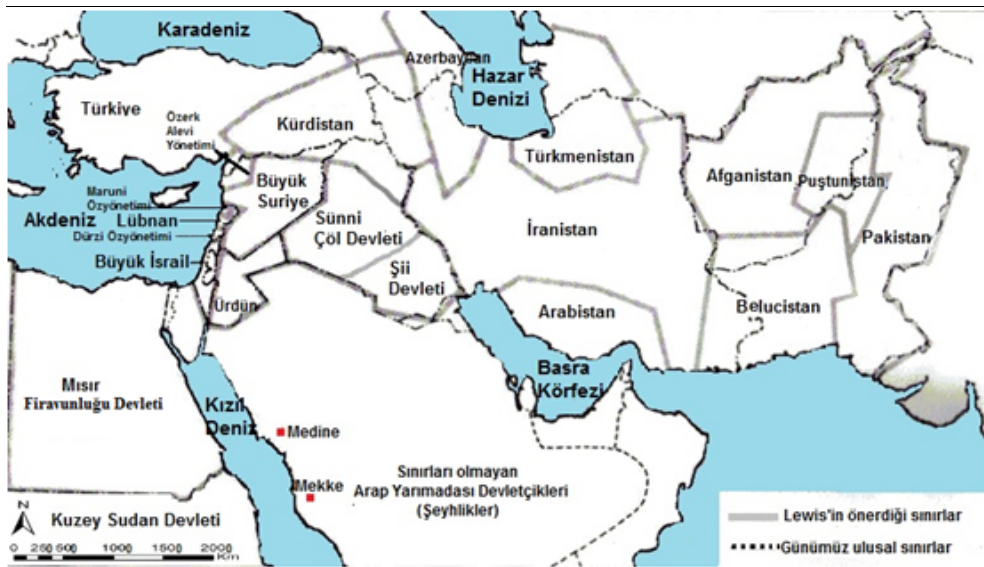 Karadeniz
Azerbaycan
Hazar
Denizi
Türkiye
Özerk
Alevi
Yönetimi
Kürdistan
Türkmenistan
Afganistan
Puştunistan
Büyük
Suriye
Maruni
Özyönetimi
Akdeniz
Lübnan
Dürzi Özyönetimi
Sünni
Çöl Devleti
İranistan
Pakistan
Büyük İsrail
Şii
Devleti
Ürdün
Arabistan
Belucistan
Mısır
Firavunluğu Devleti
Kızıl
Deniz
Basra
Körfezi
Medine
Mekke
Sınırları olmayan
Arap Yarımadası Devletçikleri
(Şeyhlikler)
N
Kuzey Sudan Devleti
0 250 500 1000 1500 2000
Km
Lewis'in önerdiği sınırlar
Günümüz ulusal sınırlar